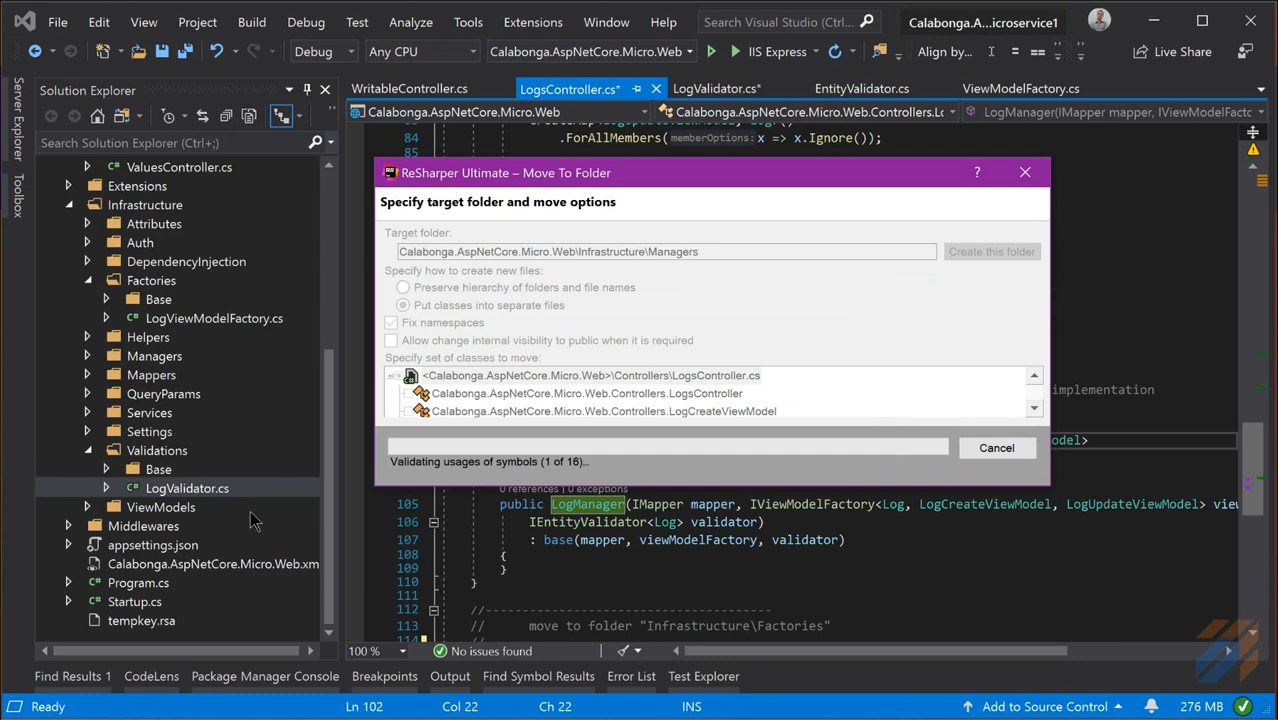 File Edit View Project Build Debug Test Analyze Tools Extensions Window Help Search Visual Studio Calabonga.A...icroservice1
Debug Any CPU Calabonga.AspNetCore.Micro.Web IIS Express Align by... Live Share
Server Explorer
Toolbox
Solution Explorer
Search Solution Explorer (Ctrl+;)
ValuesController.cs
Extensions
Infrastructure
Attributes
Auth
DependencyInjection
Factories
Base
LogViewModelFactory.cs
Helpers
Managers
Mappers
QueryParams
Services
Settings
Validations
Base
LogValidator.cs
ViewModels
Middlewares
appsettings.json
Calabonga.AspNetCore.Micro.Web.xm
Program.cs
Startup.cs
tempkey.rsa
WritableController.cs LogsController.cs* LogValidator.cs* EntityValidator.cs ViewModelFactory.cs
Calabonga.AspNetCore.Micro.Web Calabonga.AspNetCore.Micro.Web.Controllers.Lo LogManager(IMapper mapper, IViewModelFactor
84 .ForAllMembers(memberOptions: x => x.Ignore());
85
ReSharper Ultimate – Move To Folder
Specify target folder and move options
Target folder:
Calabonga.AspNetCore.Micro.Web\Infrastructure\Managers Create this folder
Specify how to create new files:
Preserve hierarchy of folders and file names
Put classes into separate files
Fix namespaces
Allow change internal visibility to public when it is required
Specify set of classes to move:
<Calabonga.AspNetCore.Micro.Web>\Controllers\LogsController.cs
Calabonga.AspNetCore.Micro.Web.Controllers.LogsController
Calabonga.AspNetCore.Micro.Web.Controllers.LogCreateViewModel
Cancel
Validating usages of symbols (1 of 16)...
mplementation
odel>
0 references | 0 exceptions
105 public LogManager(IMapper mapper, IViewModelFactory<Log, LogCreateViewModel, LogUpdateViewModel> view
106 IEntityValidator<Log> validator)
107 : base(mapper, viewModelFactory, validator)
108 {
109 }
110 }
111
112 //---------------------------------------
113 // move to folder "Infrastructure\Factories"
114 //
100 % No issues found
Find Results 1 CodeLens Package Manager Console Breakpoints Output Find Symbol Results Error List Test Explorer
Ready Ln 102 Col 22 Ch 22 INS Add to Source Control 276 MB